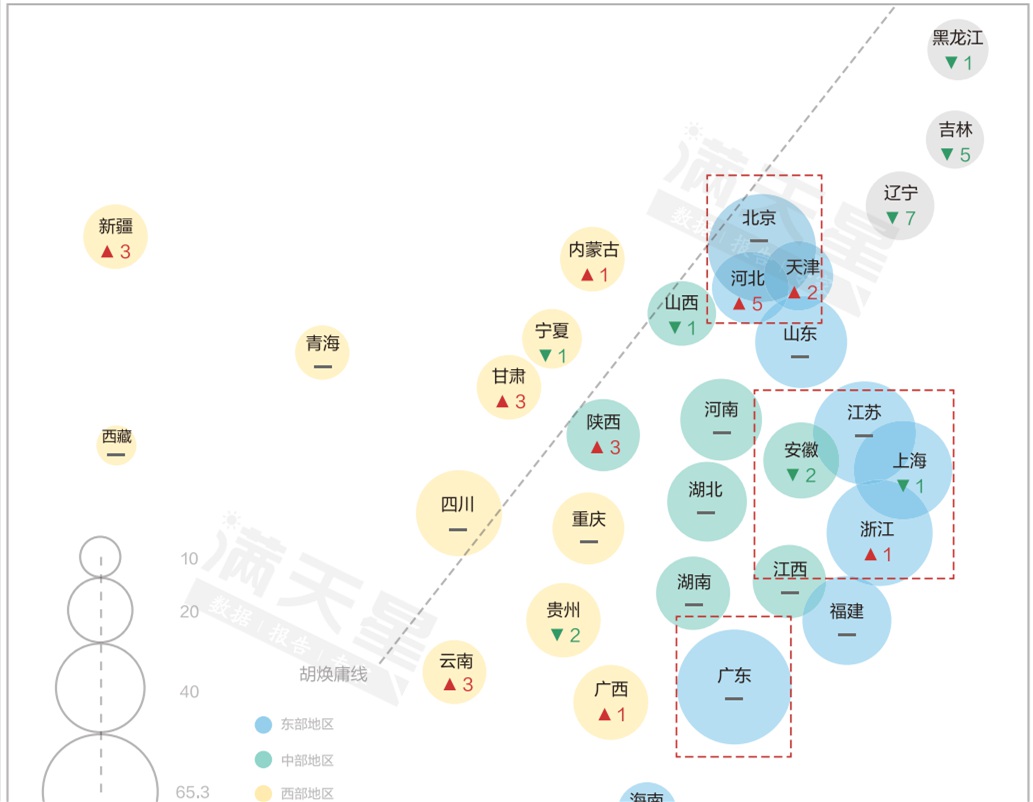 黑龙江
▼ 1
吉林
▼ 5
辽宁
▼ 7
北京
—
新疆
▲ 3
内蒙古
▲ 1
河北
▲ 5
天津
▲ 2
山西
▼ 1
山东
—
宁夏
▼ 1
青海
—
甘肃
▲ 3
西藏
—
陕西
▲ 3
河南
—
江苏
—
安徽
▼ 2
上海
▼ 1
湖北
—
四川
—
重庆
—
浙江
▲ 1
江西
—
湖南
—
福建
—
贵州
▼ 2
云南
▲ 3
广西
▲ 1
广东
—
海南
胡焕庸线
10
20
40
65.3
东部地区
中部地区
西部地区
满天星
数据 | 报告
满天星
数据 | 报告